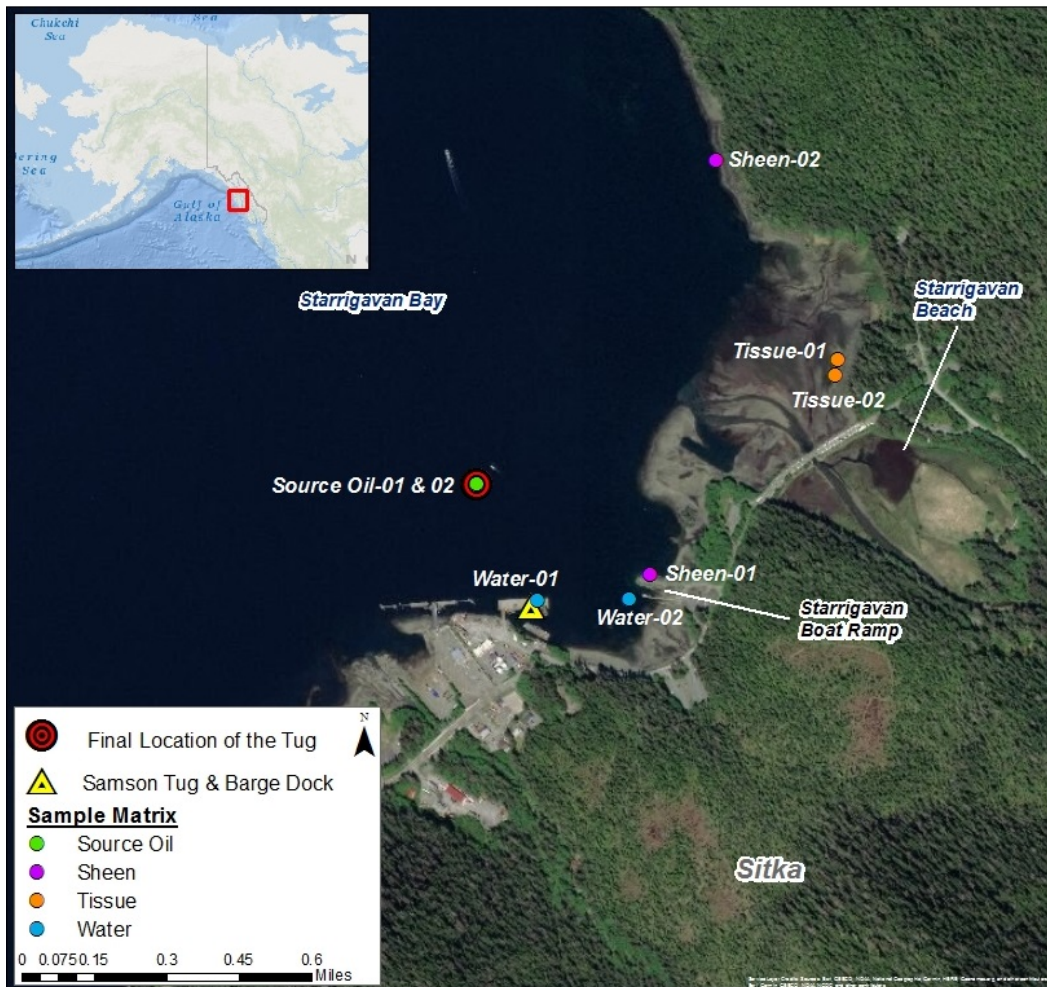 Chukchi
Sea
Sea
ering
Sea
Gulf of
Alaska
Sheen-02
Starrigavan Bay
Starrigavan
Beach
Tissue-01
Tissue-02
Source Oil-01 & 02
Water-01
Sheen-01
Water-02
Starrigavan
Boat Ramp
Sitka
N
Final Location of the Tug
Samson Tug & Barge Dock
Sample Matrix
Source Oil
Sheen
Tissue
Water
0 0.075 0.15 0.3 0.45 0.6
Miles